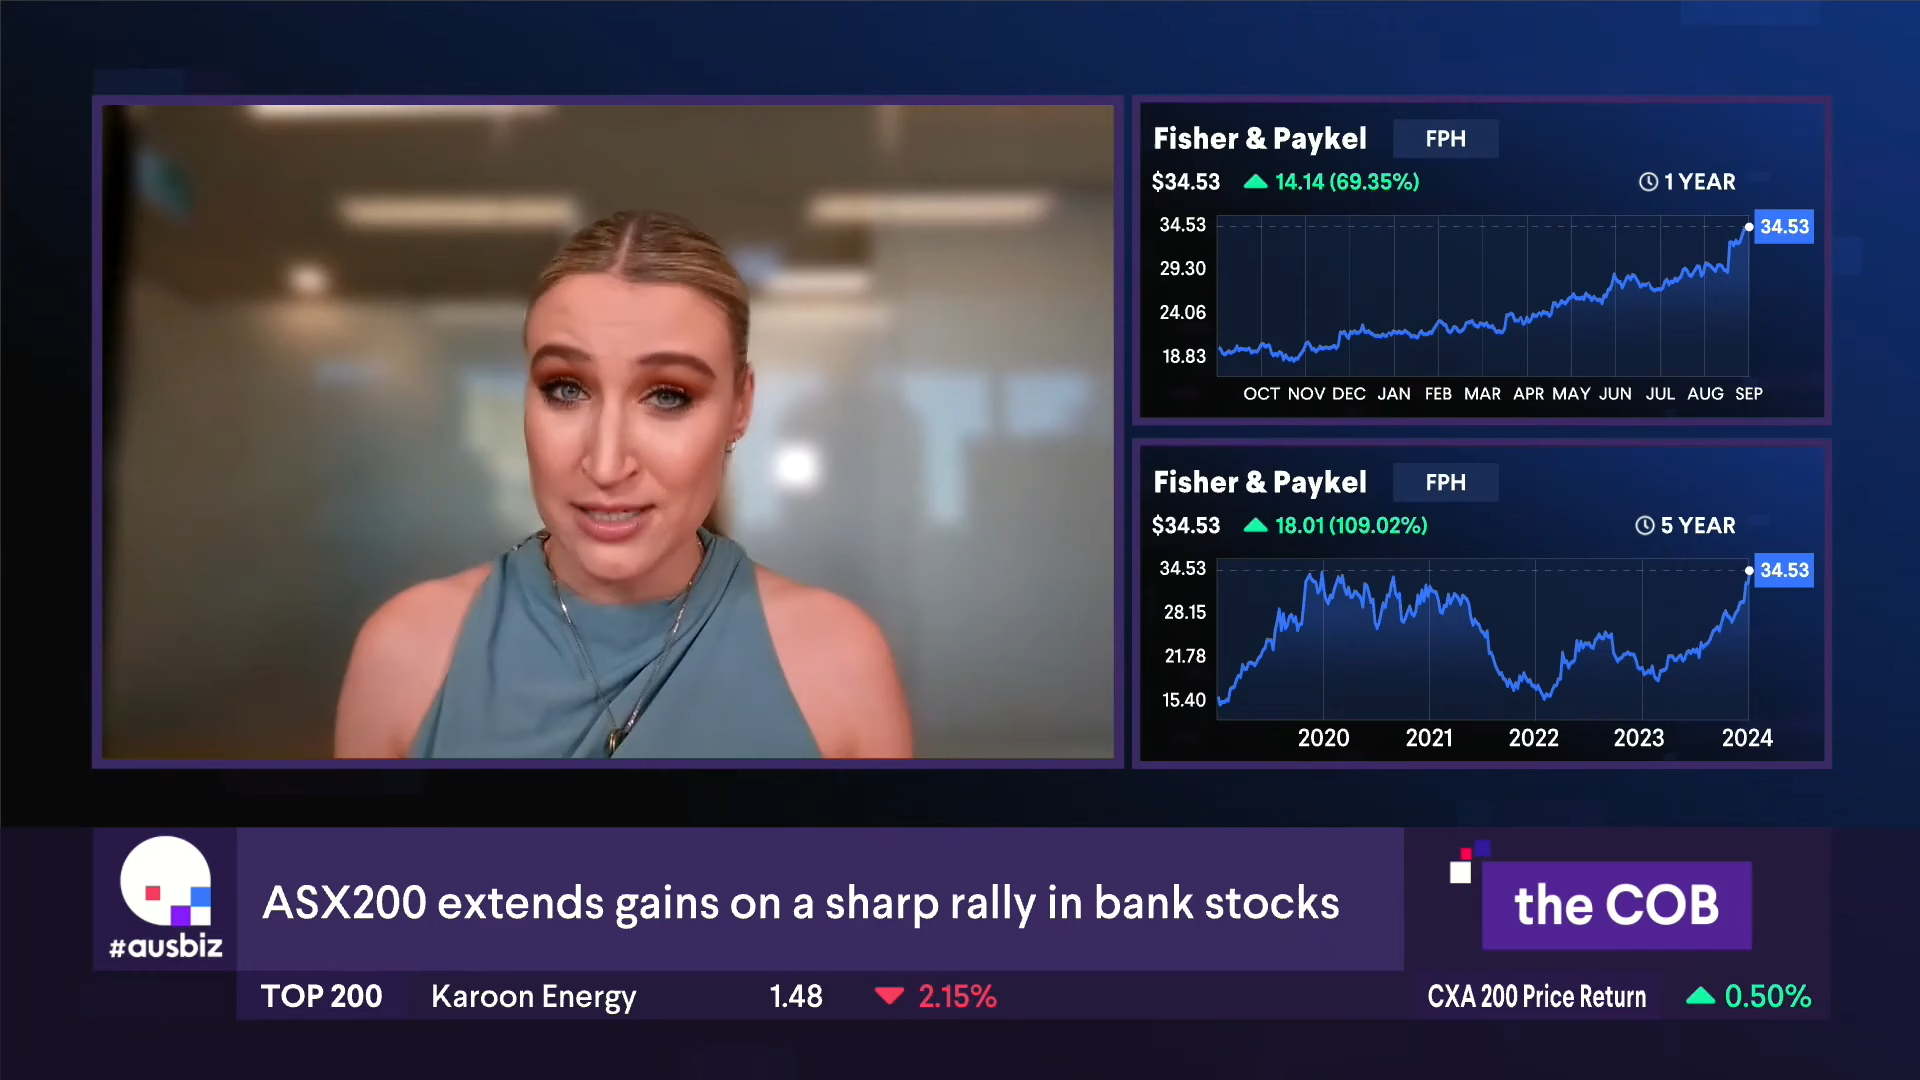 Fisher & Paykel FPH
$34.53 14.14 (69.35%) 1 YEAR
34.53 34.53
29.30
24.06
18.83
OCT NOV DEC JAN FEB MAR APR MAY JUN JUL AUG SEP
Fisher & Paykel FPH
$34.53 18.01 (109.02%) 5 YEAR
34.53 34.53
28.15
21.78
15.40
2020 2021 2022 2023 2024
#ausbiz
ASX200 extends gains on a sharp rally in bank stocks
the COB
TOP 200 Karoon Energy 1.48 2.15% CXA 200 Price Return 0.50%